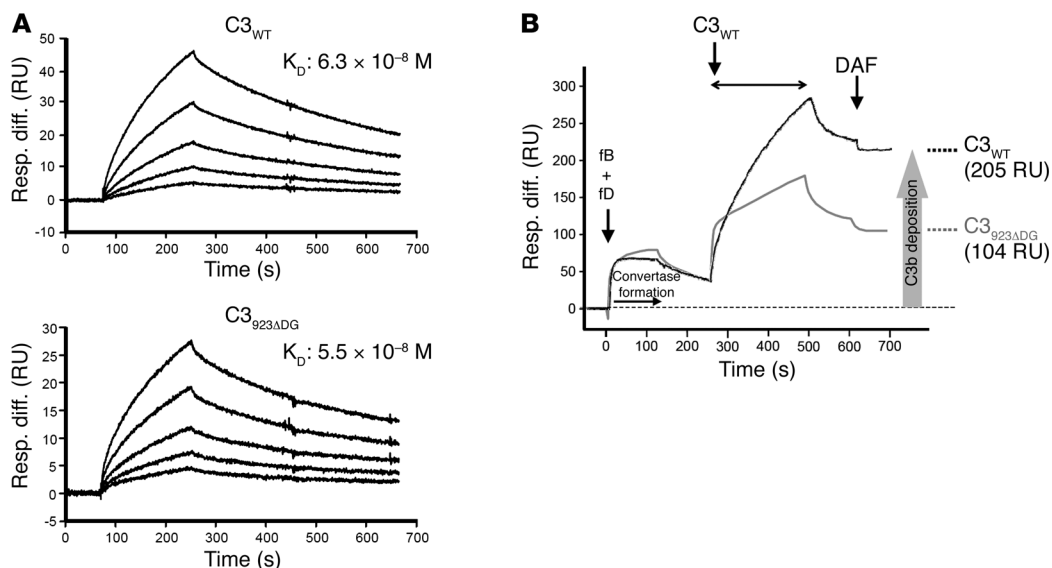 A
C3WT
KD: 6.3 × 10–8 M
Resp. diff. (RU)
50
40
30
20
10
0
-10
0 100 200 300 400 500 600 700
Time (s)
C3923ΔDG
KD: 5.5 × 10–8 M
Resp. diff. (RU)
30
25
20
15
10
5
0
-5
0 100 200 300 400 500 600 700
Time (s)
B
C3WT
DAF
Resp. diff. (RU)
300
250
200
150
100
50
0
fB
+
fD
Convertase
formation
C3b deposition
C3WT
(205 RU)
C3923ΔDG
(104 RU)
0 100 200 300 400 500 600 700
Time (s)